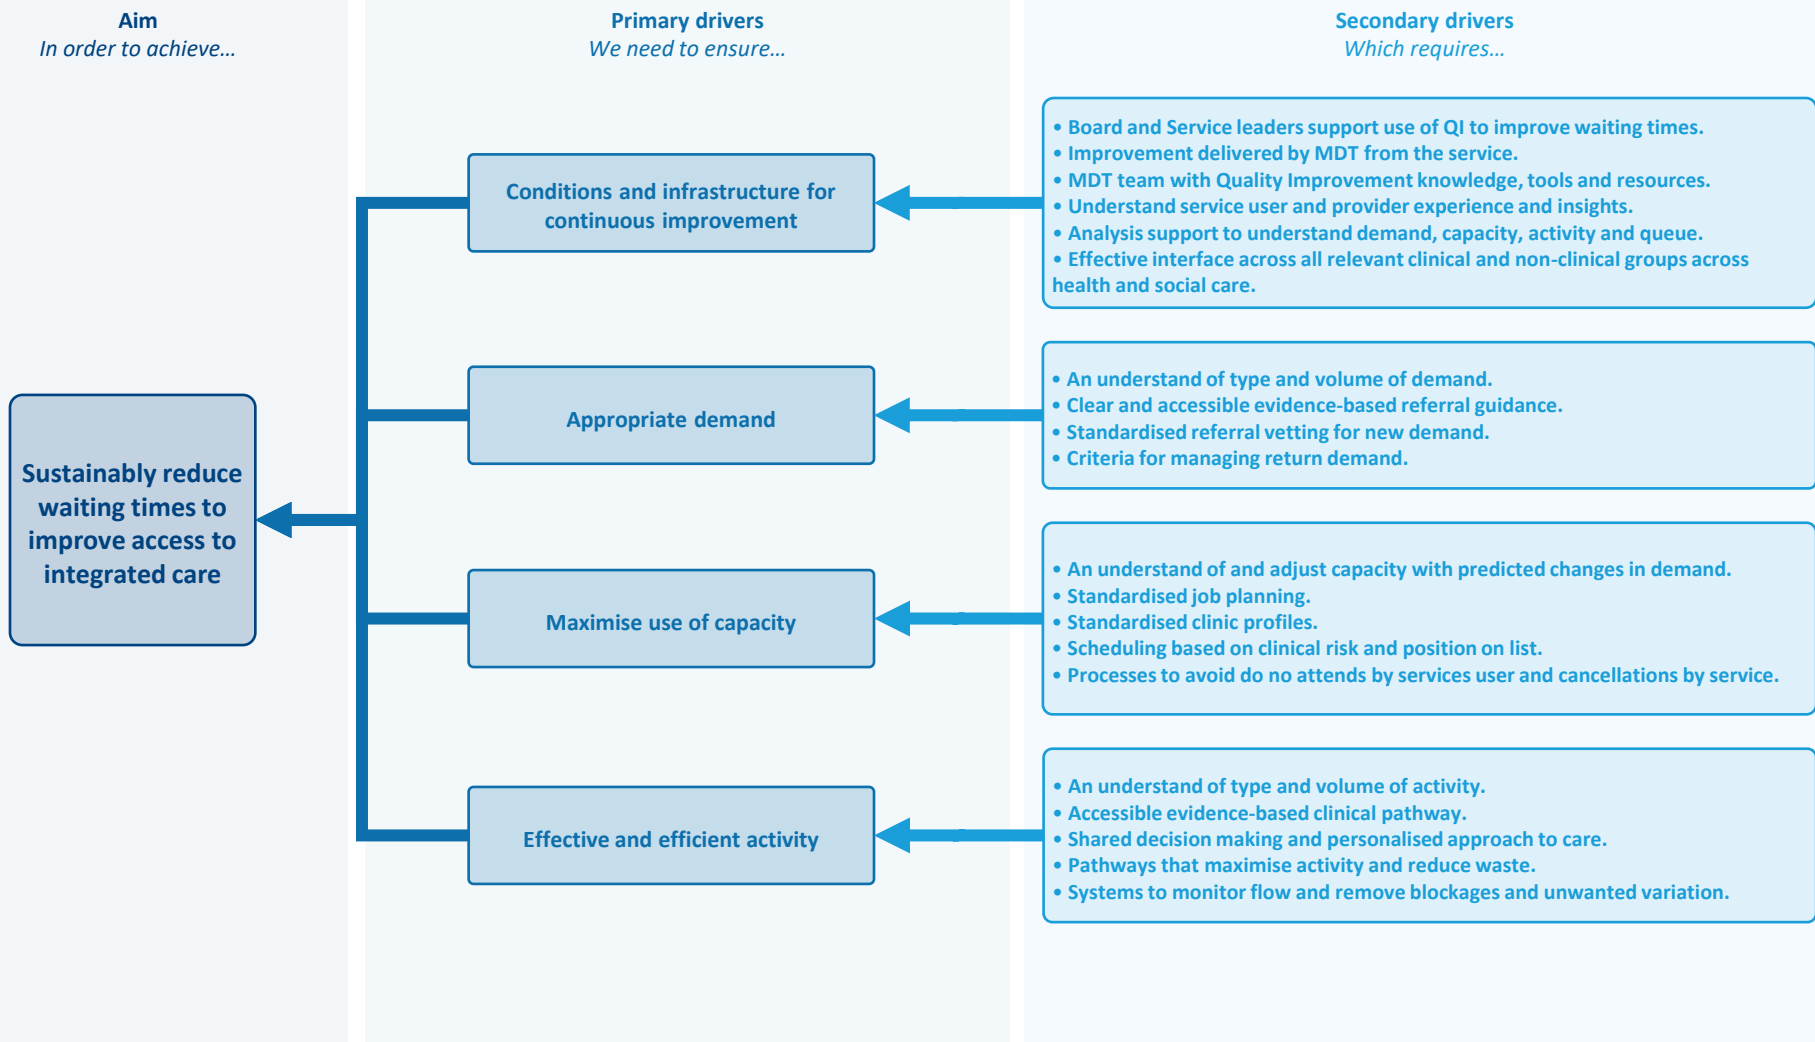 Aim
In order to achieve...
Primary drivers
We need to ensure...
Secondary drivers
Which requires...
Sustainably reduce
waiting times to
improve access to
integrated care
Conditions and infrastructure for
continuous improvement
• Board and Service leaders support use of QI to improve waiting times.
• Improvement delivered by MDT from the service.
• MDT team with Quality Improvement knowledge, tools and resources.
• Understand service user and provider experience and insights.
• Analysis support to understand demand, capacity, activity and queue.
• Effective interface across all relevant clinical and non-clinical groups across
health and social care.
Appropriate demand
• An understand of type and volume of demand.
• Clear and accessible evidence-based referral guidance.
• Standardised referral vetting for new demand.
• Criteria for managing return demand.
Maximise use of capacity
• An understand of and adjust capacity with predicted changes in demand.
• Standardised job planning.
• Standardised clinic profiles.
• Scheduling based on clinical risk and position on list.
• Processes to avoid do no attends by services user and cancellations by service.
Effective and efficient activity
• An understand of type and volume of activity.
• Accessible evidence-based clinical pathway.
• Shared decision making and personalised approach to care.
• Pathways that maximise activity and reduce waste.
• Systems to monitor flow and remove blockages and unwanted variation.